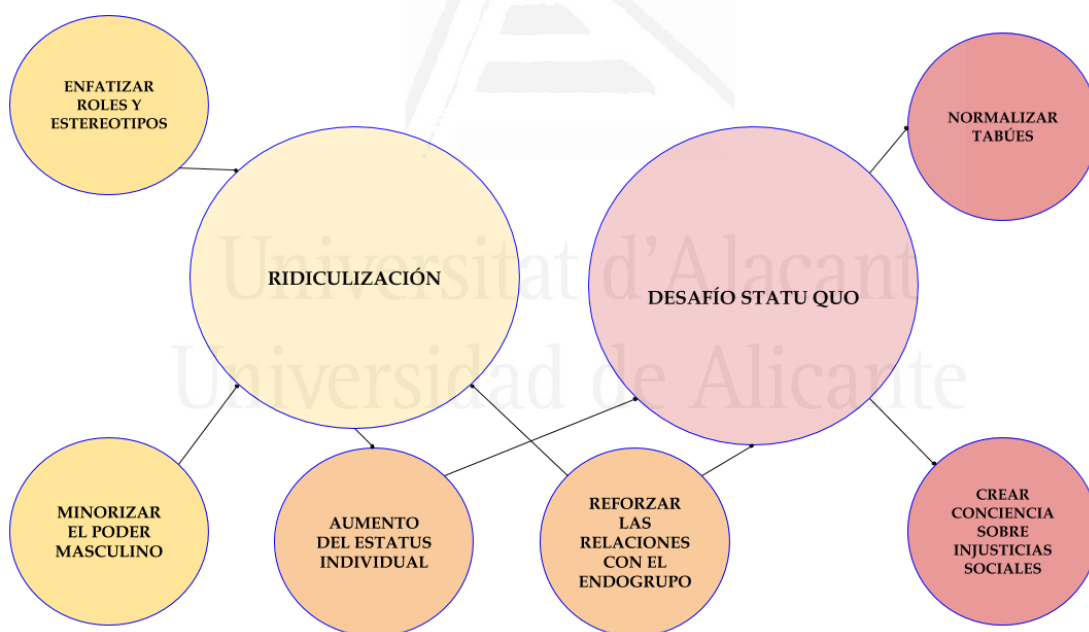 ENFATIZAR
ROLES Y
ESTEREOTIPOS
NORMALIZAR
TABÚES
RIDICULIZACIÓN
DESAFÍO STATU QUO
Universitat d'Alacant
Universidad de Alicante
MINORIZAR
EL PODER
MASCULINO
AUMENTO
DEL ESTATUS
INDIVIDUAL
REFORZAR
LAS
RELACIONES
CON EL
ENDOGRUPO
CREAR
CONCIENCIA
SOBRE
INJUSTICIAS
SOCIALES